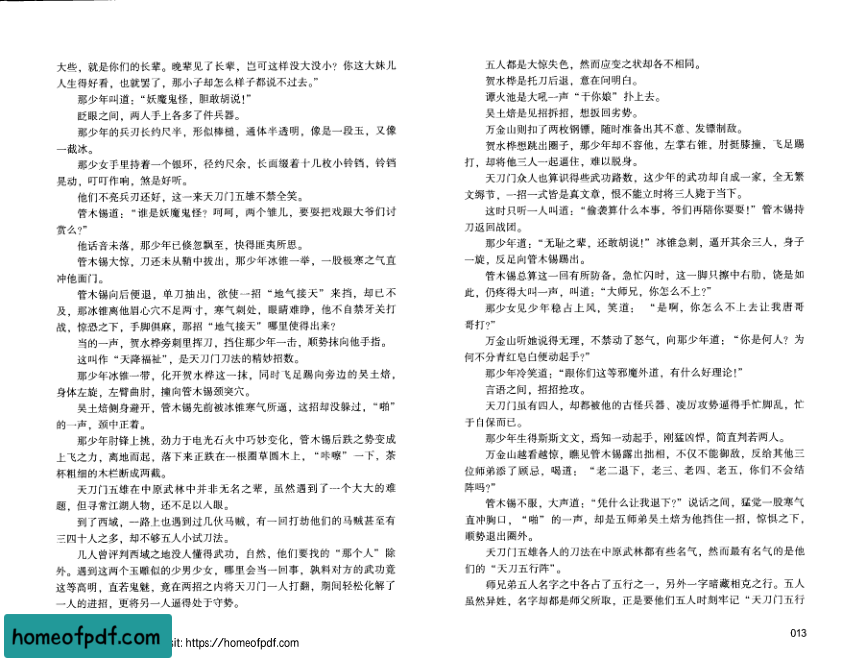 大些，就是你们的长辈。晚辈见了长辈，岂可这样没大没小？你这大妹儿
人生得好看，也就罢了，那小子却怎么样子都说不过去。”
那少年叫道：“妖魔鬼怪，胆敢胡说！”
眨眼之间，两人手上各多了件兵器。
那少年的兵刃长约尺半，形似棒槌，通体半透明，像是一段玉，又像
一截冰。
那少女手里持着一个银环，径约尺余，长面缀着十几枚小铃铛，铃铛
晃动，叮叮作响，煞是好听。
他们不亮兵刃还好，这一来天刀门五雄不禁全笑。
管木锡道：“谁是妖魔鬼怪？呵呵，两个雏儿，要耍把戏跟大爷们讨
赏么？”
他话音未落，那少年已倏忽飘至，快得匪夷所思。
管木锡大惊，刀还未从鞘中拔出，那少年冰锥一举，一股极寒之气直
冲他面门。
管木锡向后便退，单刀抽出，欲使一招“地气接天”来挡，却已不
及，那冰锥离他眉心穴不足两寸，寒气刺处，眼睛难睁，他不自禁牙关打
战，惊恐之下，手脚俱麻，那招“地气接天”哪里使得出来？
当的一声，贺水桦旁刺里挥刀，挡住那少年一击，顺势抹向他手指。
这叫作“天降福祉”，是天刀门刀法的精妙招数。
那少年冰锥一带，化开贺水桦这一抹，同时飞足踢向旁边的吴土焙，
身体左旋，左臂曲肘，撞向管木锡颈突穴。
吴土焙侧身避开，管木锡先前被冰锥寒气所逼，这招却没躲过，“啪”
的一声，颈中正着。
那少年肘锋上挑，劲力于电光石火中巧妙变化，管木锡后跌之势变成
上飞之力，离地而起，落下来正跌在一根圈草圆木上，“咔嚓”一下，茶
杯粗细的木栏断成两截。
天刀门五雄在中原武林中并非无名之辈，虽然遇到了一个大大的难
题，但寻常江湖人物，还不足以入眼。
到了西域，一路上也遇到过几伙马贼，有一回打劫他们的马贼甚至有
三四十人之多，却不够五人小试刀法。
几人曾评判西域之地没人懂得武功，自然，他们要找的“那个人”除
外。遇到这两个玉雕似的少男少女，哪里会当一回事，孰料对方的武功竟
这等高明，直若鬼魅，竟在两招之内将天刀门一人打翻，期间轻松化解了
一人的进招，更将另一人逼得处于守势。
五人都是大惊失色，然而应变之状却各不相同。
贺水桦是托刀后退，意在问明白。
谭火池是大吼一声“干你娘”扑上去。
吴土焙是见招拆招，想扳回劣势。
万金山则扣了两枚钢镖，随时准备出其不意、发镖制敌。
贺水桦想跳出圈子，那少年却不容他，左掌右锥，肘挺膝撞，飞足踢
打，却将他三人一起逼住，难以脱身。
天刀门众人也算识得些武功路数，这少年的武功却自成一家，全无繁
文缛节，一招一式皆是真文章，恨不能立时将三人毙于当下。
这时只听一人叫道：“偷袭算什么本事，爷们再陪你耍耍！”管木锡持
刀返回战团。
那少年道：“无耻之辈，还敢胡说！”冰锥急刺，逼开其余三人，身子
一旋，反足向管木锡踢出。
管木锡总算这一回有所防备，急忙闪时，这一脚只擦中右肋，饶是如
此，仍疼得大叫一声，叫道：“大师兄，你怎么不上？”
那少女见少年稳占上风，笑道：“是啊，你怎么不上去让我唐哥
哥打？”
万金山听她说得无理，不禁动了怒气，向那少年道：“你是何人？为
何不分青红皂白便动起手？”
那少年冷笑道：“跟你们这等邪魔外道，有什么好理论！”
言语之间，招招抢攻。
天刀门虽有四人，却都被他的古怪兵器、凌厉攻势逼得手忙脚乱，忙
于自保而已。
那少年生得斯斯文文，焉知一动起手，刚猛凶悍，简直判若两人。
万金山越看越惊，瞧见管木锡露出拙相，不仅不能御敌，反给其他三
位师弟添了顾忌，喝道：“老二退下，老三、老四、老五，你们不会结
阵吗？”
管木锡不服，大声道：“凭什么让我退下？”说话之间，猛觉一股寒气
直冲胸口，“啪”的一声，却是五师弟吴土焙为他挡住一招，惊惧之下，
顺势退出圈外。
天刀门五雄各人的刀法在中原武林都有些名气，然而最有名气的是他
们的“天刀五行阵”。
师兄弟五人名字之中各占了五行之一，另外一字暗藏相克之行。五人
虽然异姓，名字却都是师父所取，正是要他们五人时刻牢记“天刀门五行
013
homeofpdf.com
sit: https://homeofpdf.com